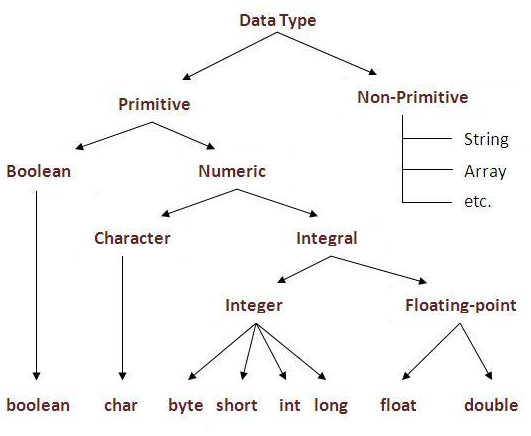 Data Type
Primitive
Non-Primitive
String
Array
etc.
Boolean
Numeric
Character
Integral
Integer
Floating-point
boolean char byte short int long float double